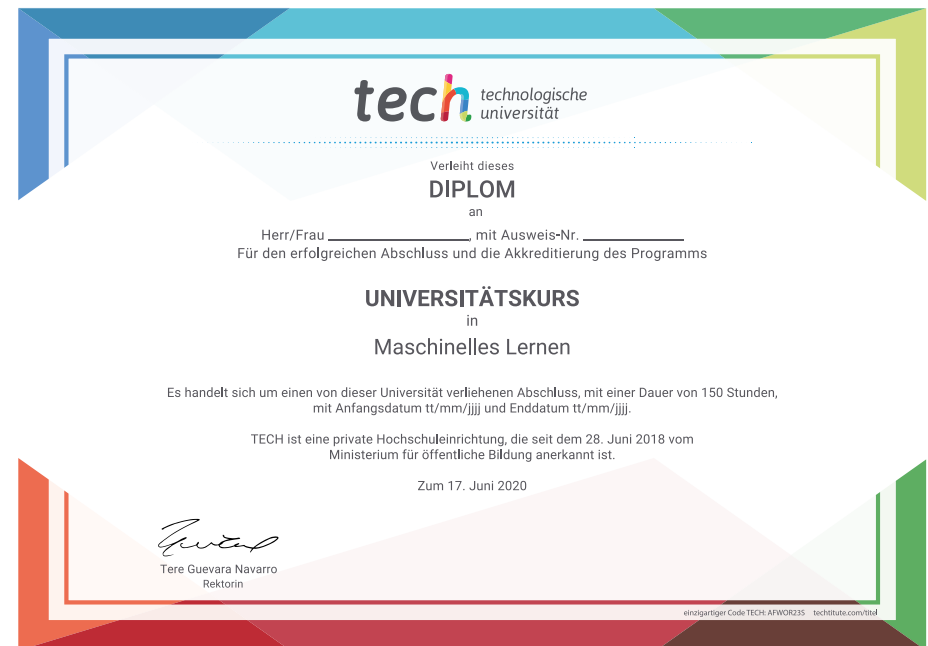 tech technologische
universität
Verleiht dieses
DIPLOM
an
Herr/Frau ____________________, mit Ausweis-Nr. ______________
Für den erfolgreichen Abschluss und die Akkreditierung des Programms
UNIVERSITÄTSKURS
in
Maschinelles Lernen
Es handelt sich um einen von dieser Universität verliehenen Abschluss, mit einer Dauer von 150 Stunden,
mit Anfangsdatum tt/mm/jjjj und Enddatum tt/mm/jjjj.
TECH ist eine private Hochschuleinrichtung, die seit dem 28. Juni 2018 vom
Ministerium für öffentliche Bildung anerkannt ist.
Zum 17. Juni 2020
Tere Guevara Navarro
Rektorin
einzigartiger Code TECH: AFWOR23S techtitute.com/titel